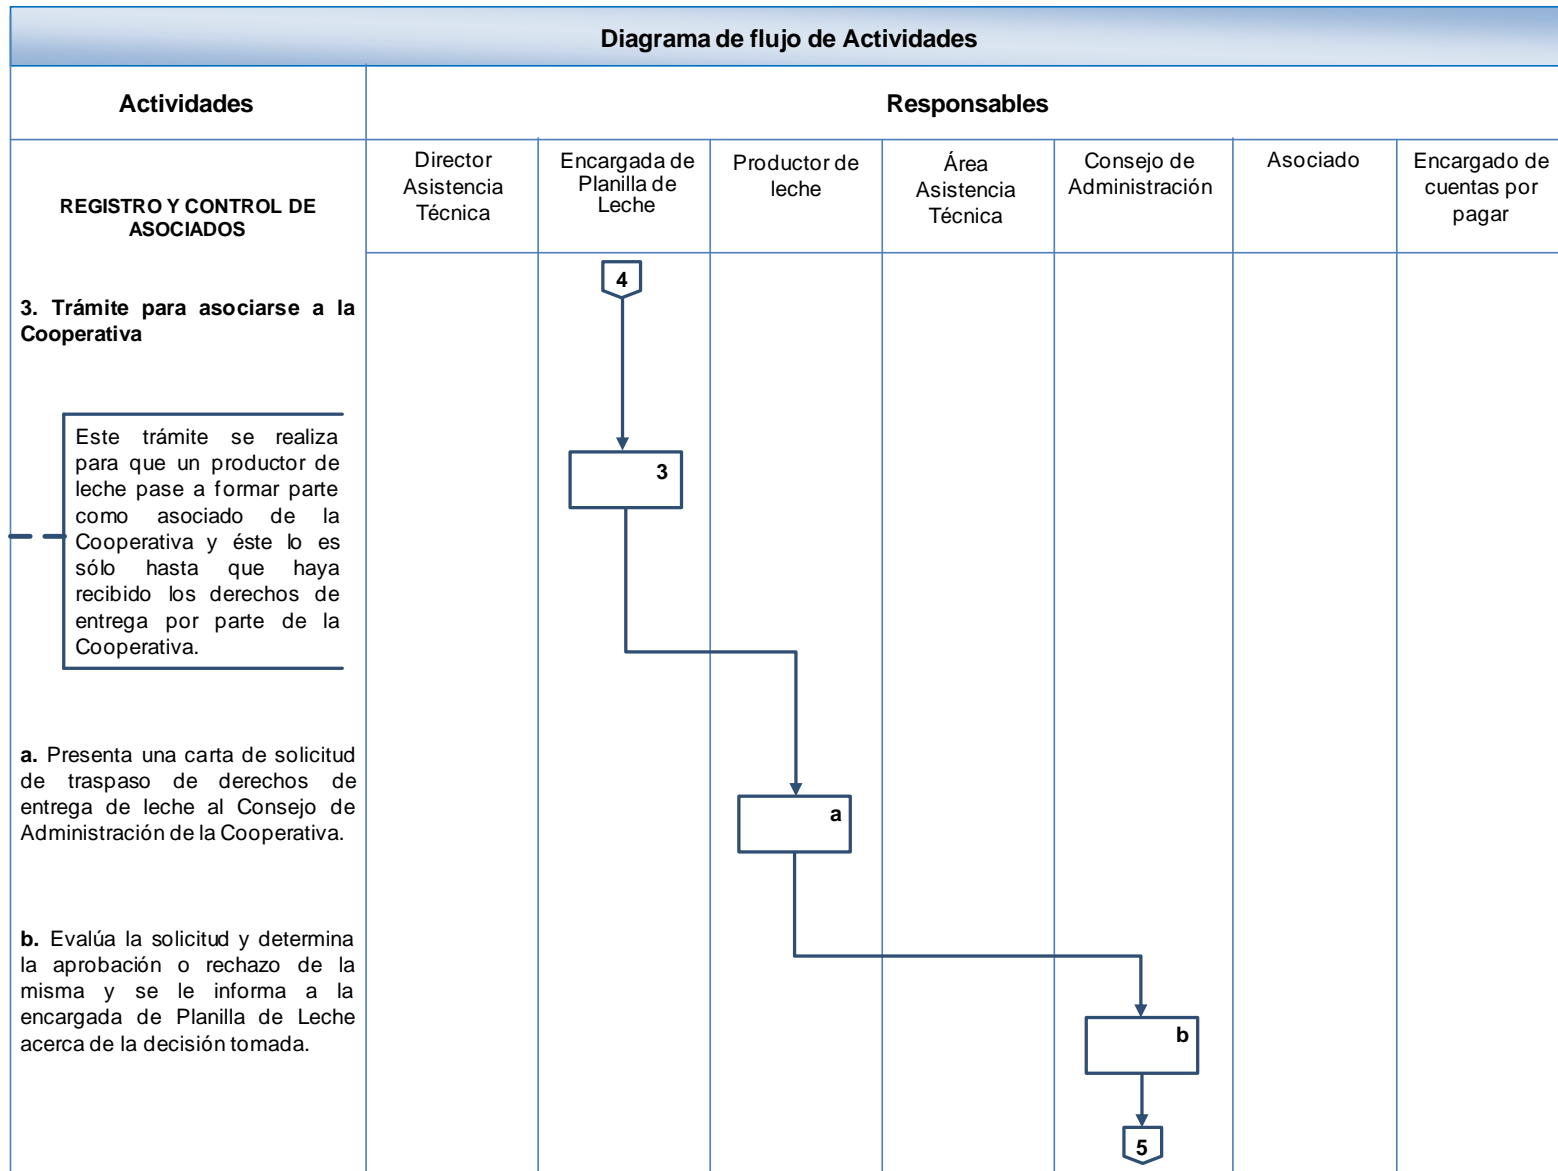 Diagrama de flujo de Actividades
Actividades
Responsables
REGISTRO Y CONTROL DE
ASOCIADOS
Director
Asistencia
Técnica
Encargada de
Planilla de
Leche
Productor de
leche
Área
Asistencia
Técnica
Consejo de
Administración
Asociado
Encargado de
cuentas por
pagar
4
3. Trámite para asociarse a la
Cooperativa
Este trámite se realiza
para que un productor de
leche pase a formar parte
como asociado de la
Cooperativa y éste lo es
sólo hasta que haya
recibido los derechos de
entrega por parte de la
Cooperativa.
3
a. Presenta una carta de solicitud
de traspaso de derechos de
entrega de leche al Consejo de
Administración de la Cooperativa.
a
b. Evalúa la solicitud y determina
la aprobación o rechazo de la
misma y se le informa a la
encargada de Planilla de Leche
acerca de la decisión tomada.
b
5